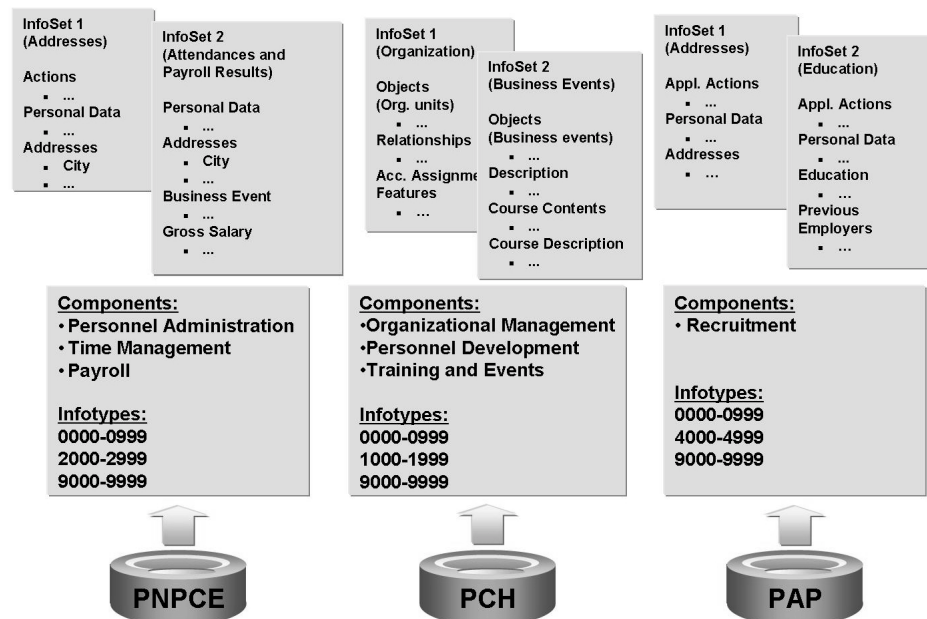 InfoSet 1
(Addresses)
Actions
▪ ...
Personal Data
▪ ...
Addresses
▪ City
▪ ...
InfoSet 2
(Attendances and
Payroll Results)
Personal Data
▪ ...
Addresses
▪ City
▪ ...
Business Event
▪ ...
Gross Salary
▪ ...
InfoSet 1
(Organization)
Objects
(Org. units)
▪ ...
Relationships
▪ ...
Acc. Assignme
Features
▪ ...
InfoSet 2
(Business Events)
Objects
(Business events)
▪ ...
Description
▪ ...
Course Contents
▪ ...
Course Description
▪ ...
InfoSet 1
(Addresses)
Appl. Actions
▪ ...
Personal Data
▪ ...
Addresses
▪ ...
InfoSet 2
(Education)
Appl. Actions
▪ ...
Personal Data
▪ ...
Education
▪ ...
Previous
Employers
▪ ...
Components:
• Personnel Administration
• Time Management
• Payroll
Infotypes:
0000-0999
2000-2999
9000-9999
Components:
•Organizational Management
•Personnel Development
•Training and Events
Infotypes:
0000-0999
1000-1999
9000-9999
Components:
• Recruitment
Infotypes:
0000-0999
4000-4999
9000-9999
PNPCE
PCH
PAP